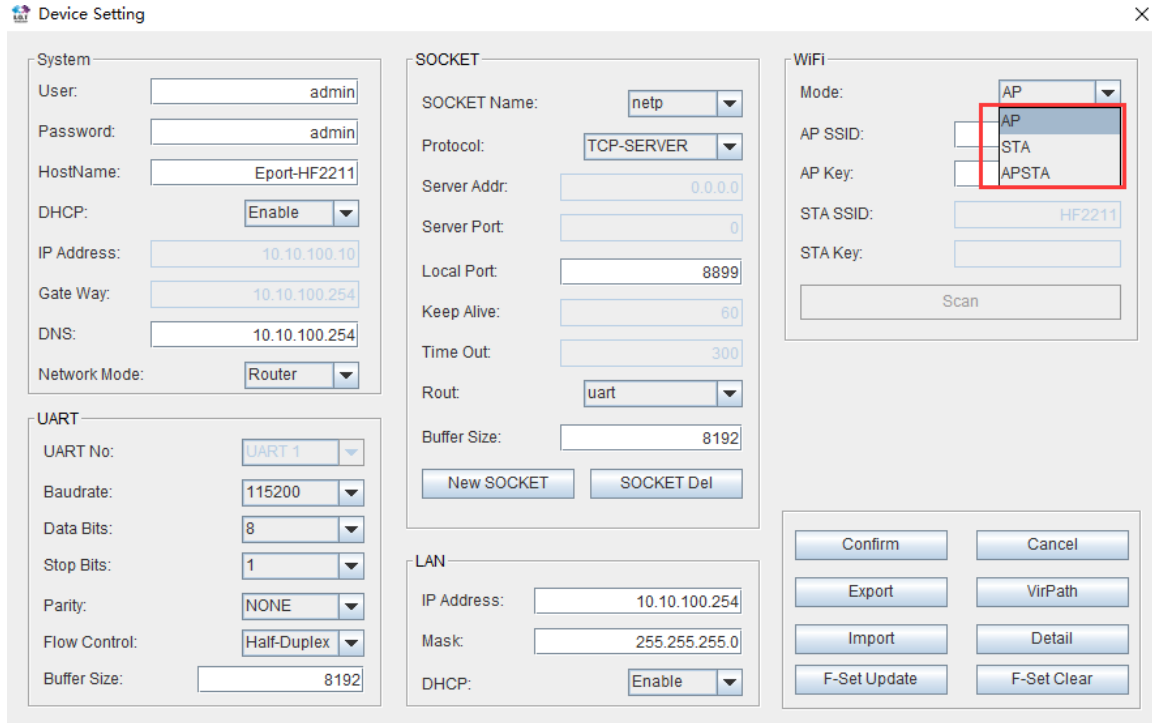 Device Setting
System
User: admin
Password: admin
HostName: Eport-HF2211
DHCP: Enable
IP Address: 10.10.100.10
Gate Way: 10.10.100.254
DNS: 10.10.100.254
Network Mode: Router
UART
UART No: UART 1
Baudrate: 115200
Data Bits: 8
Stop Bits: 1
Parity: NONE
Flow Control: Half-Duplex
Buffer Size: 8192
SOCKET
SOCKET Name: netp
Protocol: TCP-SERVER
Server Addr: 0.0.0.0
Server Port: 0
Local Port: 8899
Keep Alive: 60
Time Out: 300
Rout: uart
Buffer Size: 8192
New SOCKET SOCKET Del
LAN
IP Address: 10.10.100.254
Mask: 255.255.255.0
DHCP: Enable
WiFi
Mode: AP
AP
AP SSID:
STA
AP Key: APSTA
STA SSID: HF2211
STA Key:
Scan
Confirm Cancel
Export VirPath
Import Detail
F-Set Update F-Set Clear